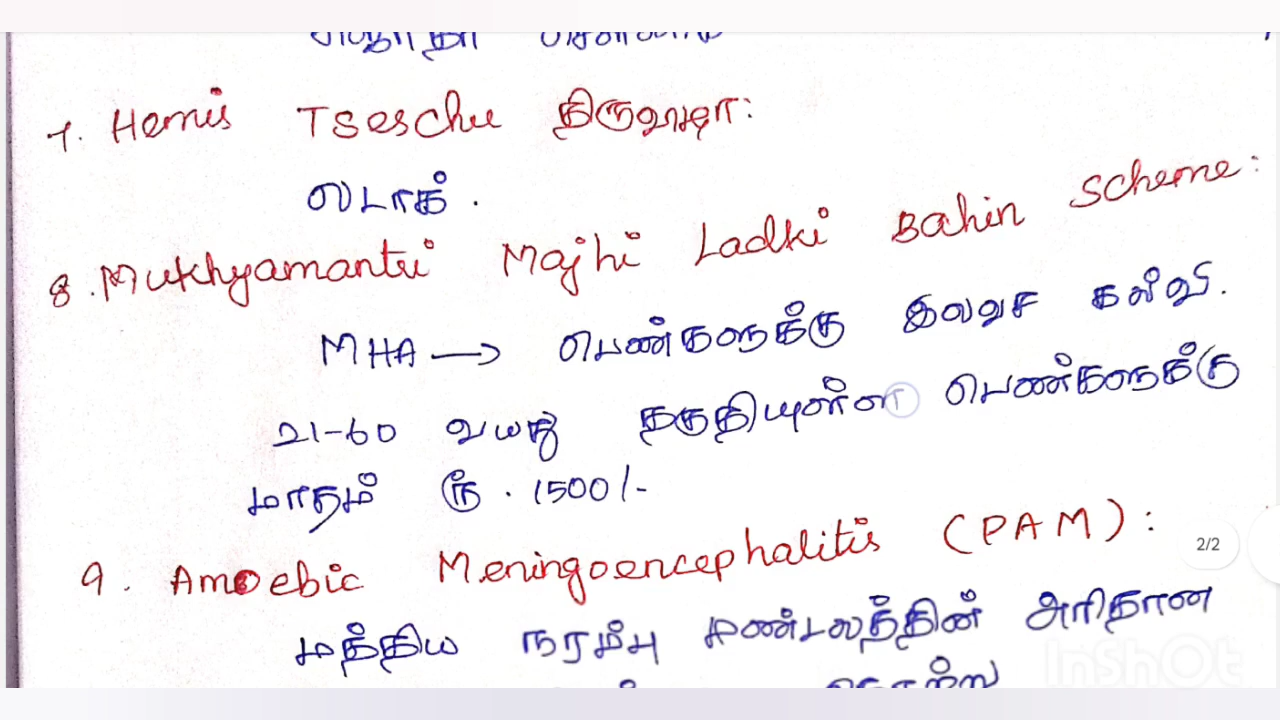 7. Hemis Tseschu திருவிழா:
லடாக்.
8. Mukhyamantri Majhi Ladki Bahin Scheme:
MHA → பெண்களுக்கு இலவச கல்வி.
21-60 வயது தகுதியுள்ள பெண்களுக்கு
மாதம் ரூ. 1500/-
2/2
9. Amoebic Meningoencephalitis (PAM):
மத்திய நரம்பு மண்டலத்தின் அரிதான
InShOt